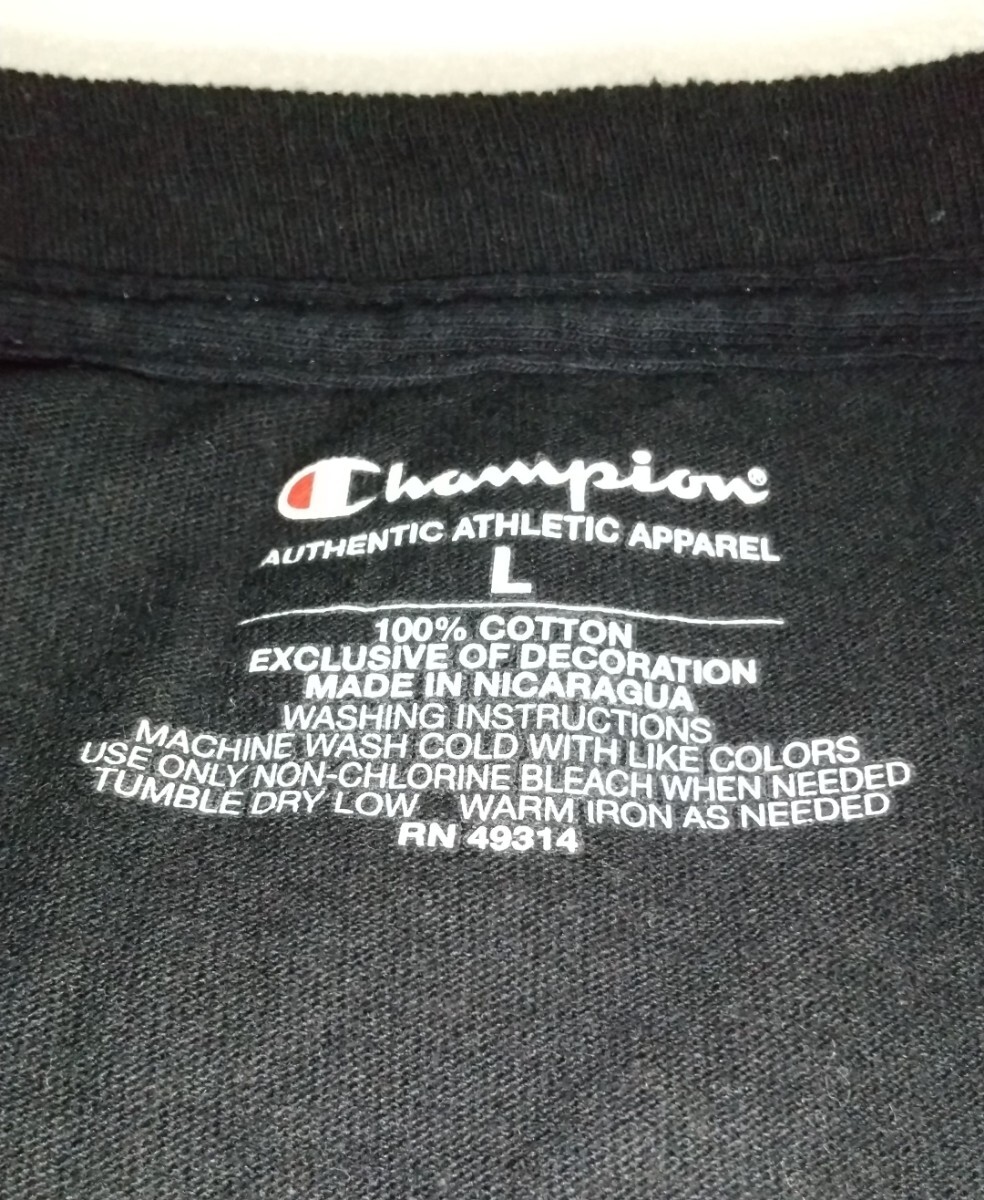 Champion®
AUTHENTIC ATHLETIC APPAREL
L
100% COTTON
EXCLUSIVE OF DECORATION
MADE IN NICARAGUA
WASHING INSTRUCTIONS
MACHINE WASH COLD WITH LIKE COLORS
USE ONLY NON-CHLORINE BLEACH WHEN NEEDED
TUMBLE DRY LOW WARM IRON AS NEEDED
RN 49314